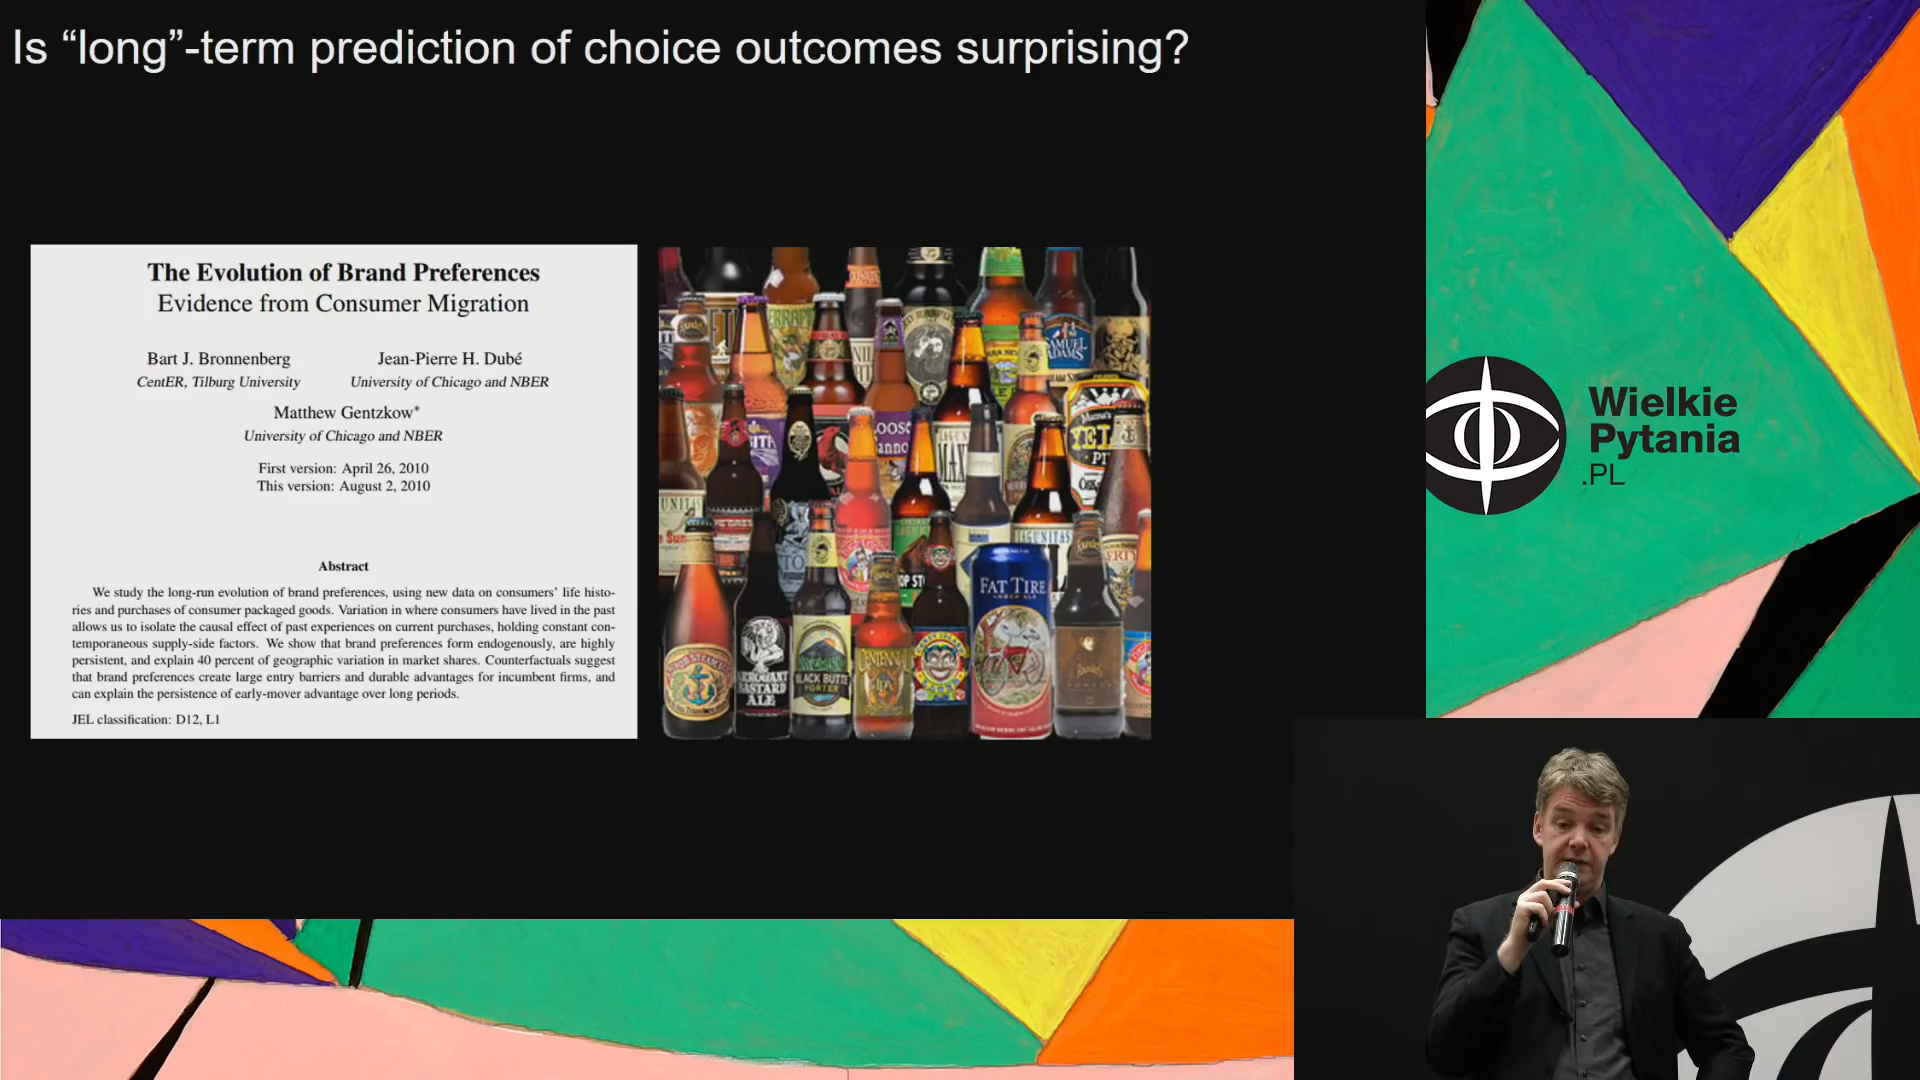 Is “long”-term prediction of choice outcomes surprising?
The Evolution of Brand Preferences
Evidence from Consumer Migration
Bart J. Bronnenberg
CentER, Tilburg University
Jean-Pierre H. Dubé
University of Chicago and NBER
Matthew Gentzkow*
University of Chicago and NBER
First version: April 26, 2010
This version: August 2, 2010
Abstract
We study the long-run evolution of brand preferences, using new data on consumers’ life histo-
ries and purchases of consumer packaged goods. Variation in where consumers have lived in the past
allows us to isolate the causal effect of past experiences on current purchases, holding constant con-
temporaneous supply-side factors. We show that brand preferences form endogenously, are highly
persistent, and explain 40 percent of geographic variation in market shares. Counterfactuals suggest
that brand preferences create large entry barriers and durable advantages for incumbent firms, and
can explain the persistence of early-mover advantage over long periods.
JEL classification: D12, L1
SAMUEL
ADAMS
FAT TIRE
CENTENNIAL
IPA
BLACK BUTTE
PORTER
ARROGANT
BASTARD
ALE
Wielkie
Pytania
.PL